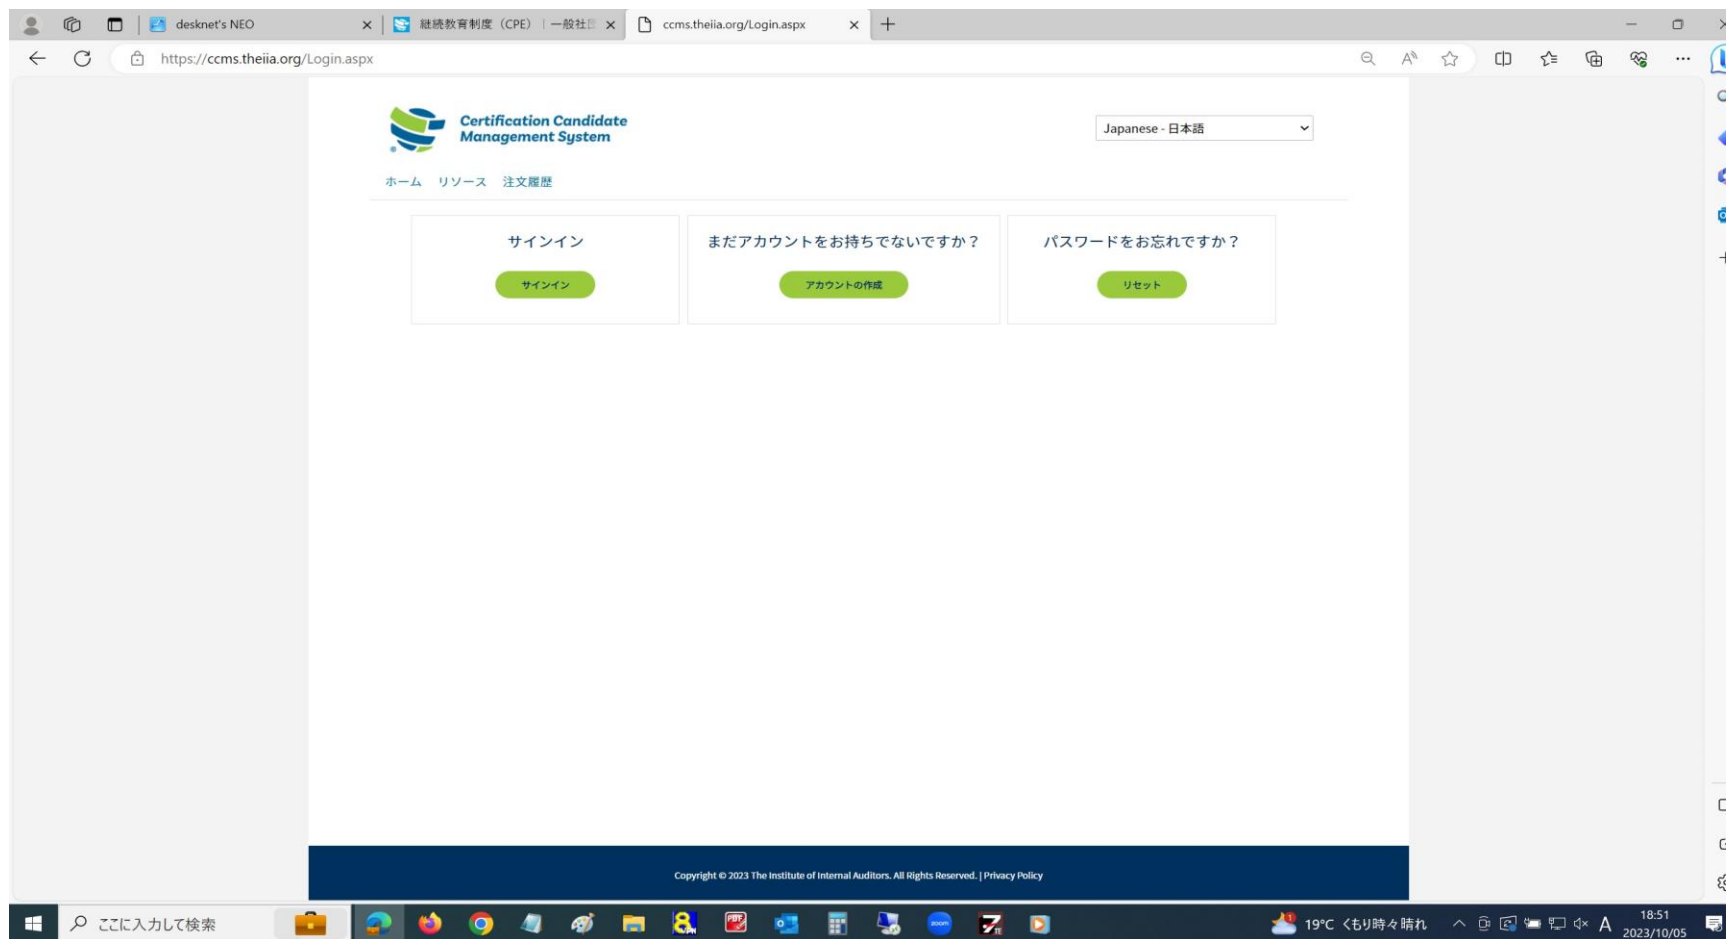 desknet's NEO
継続教育制度（CPE）｜一般社団
ccms.theiia.org/Login.aspx
https://ccms.theiia.org/Login.aspx
Certification Candidate
Management System
Japanese - 日本語
ホーム リソース 注文履歴
サインイン
サインイン
まだアカウントをお持ちでないですか？
アカウントの作成
パスワードをお忘れですか？
リセット
Copyright © 2023 The Institute of Internal Auditors. All Rights Reserved. | Privacy Policy
ここに入力して検索
PDF
zoom
19°C くもり時々晴れ
A
18:51
2023/10/05